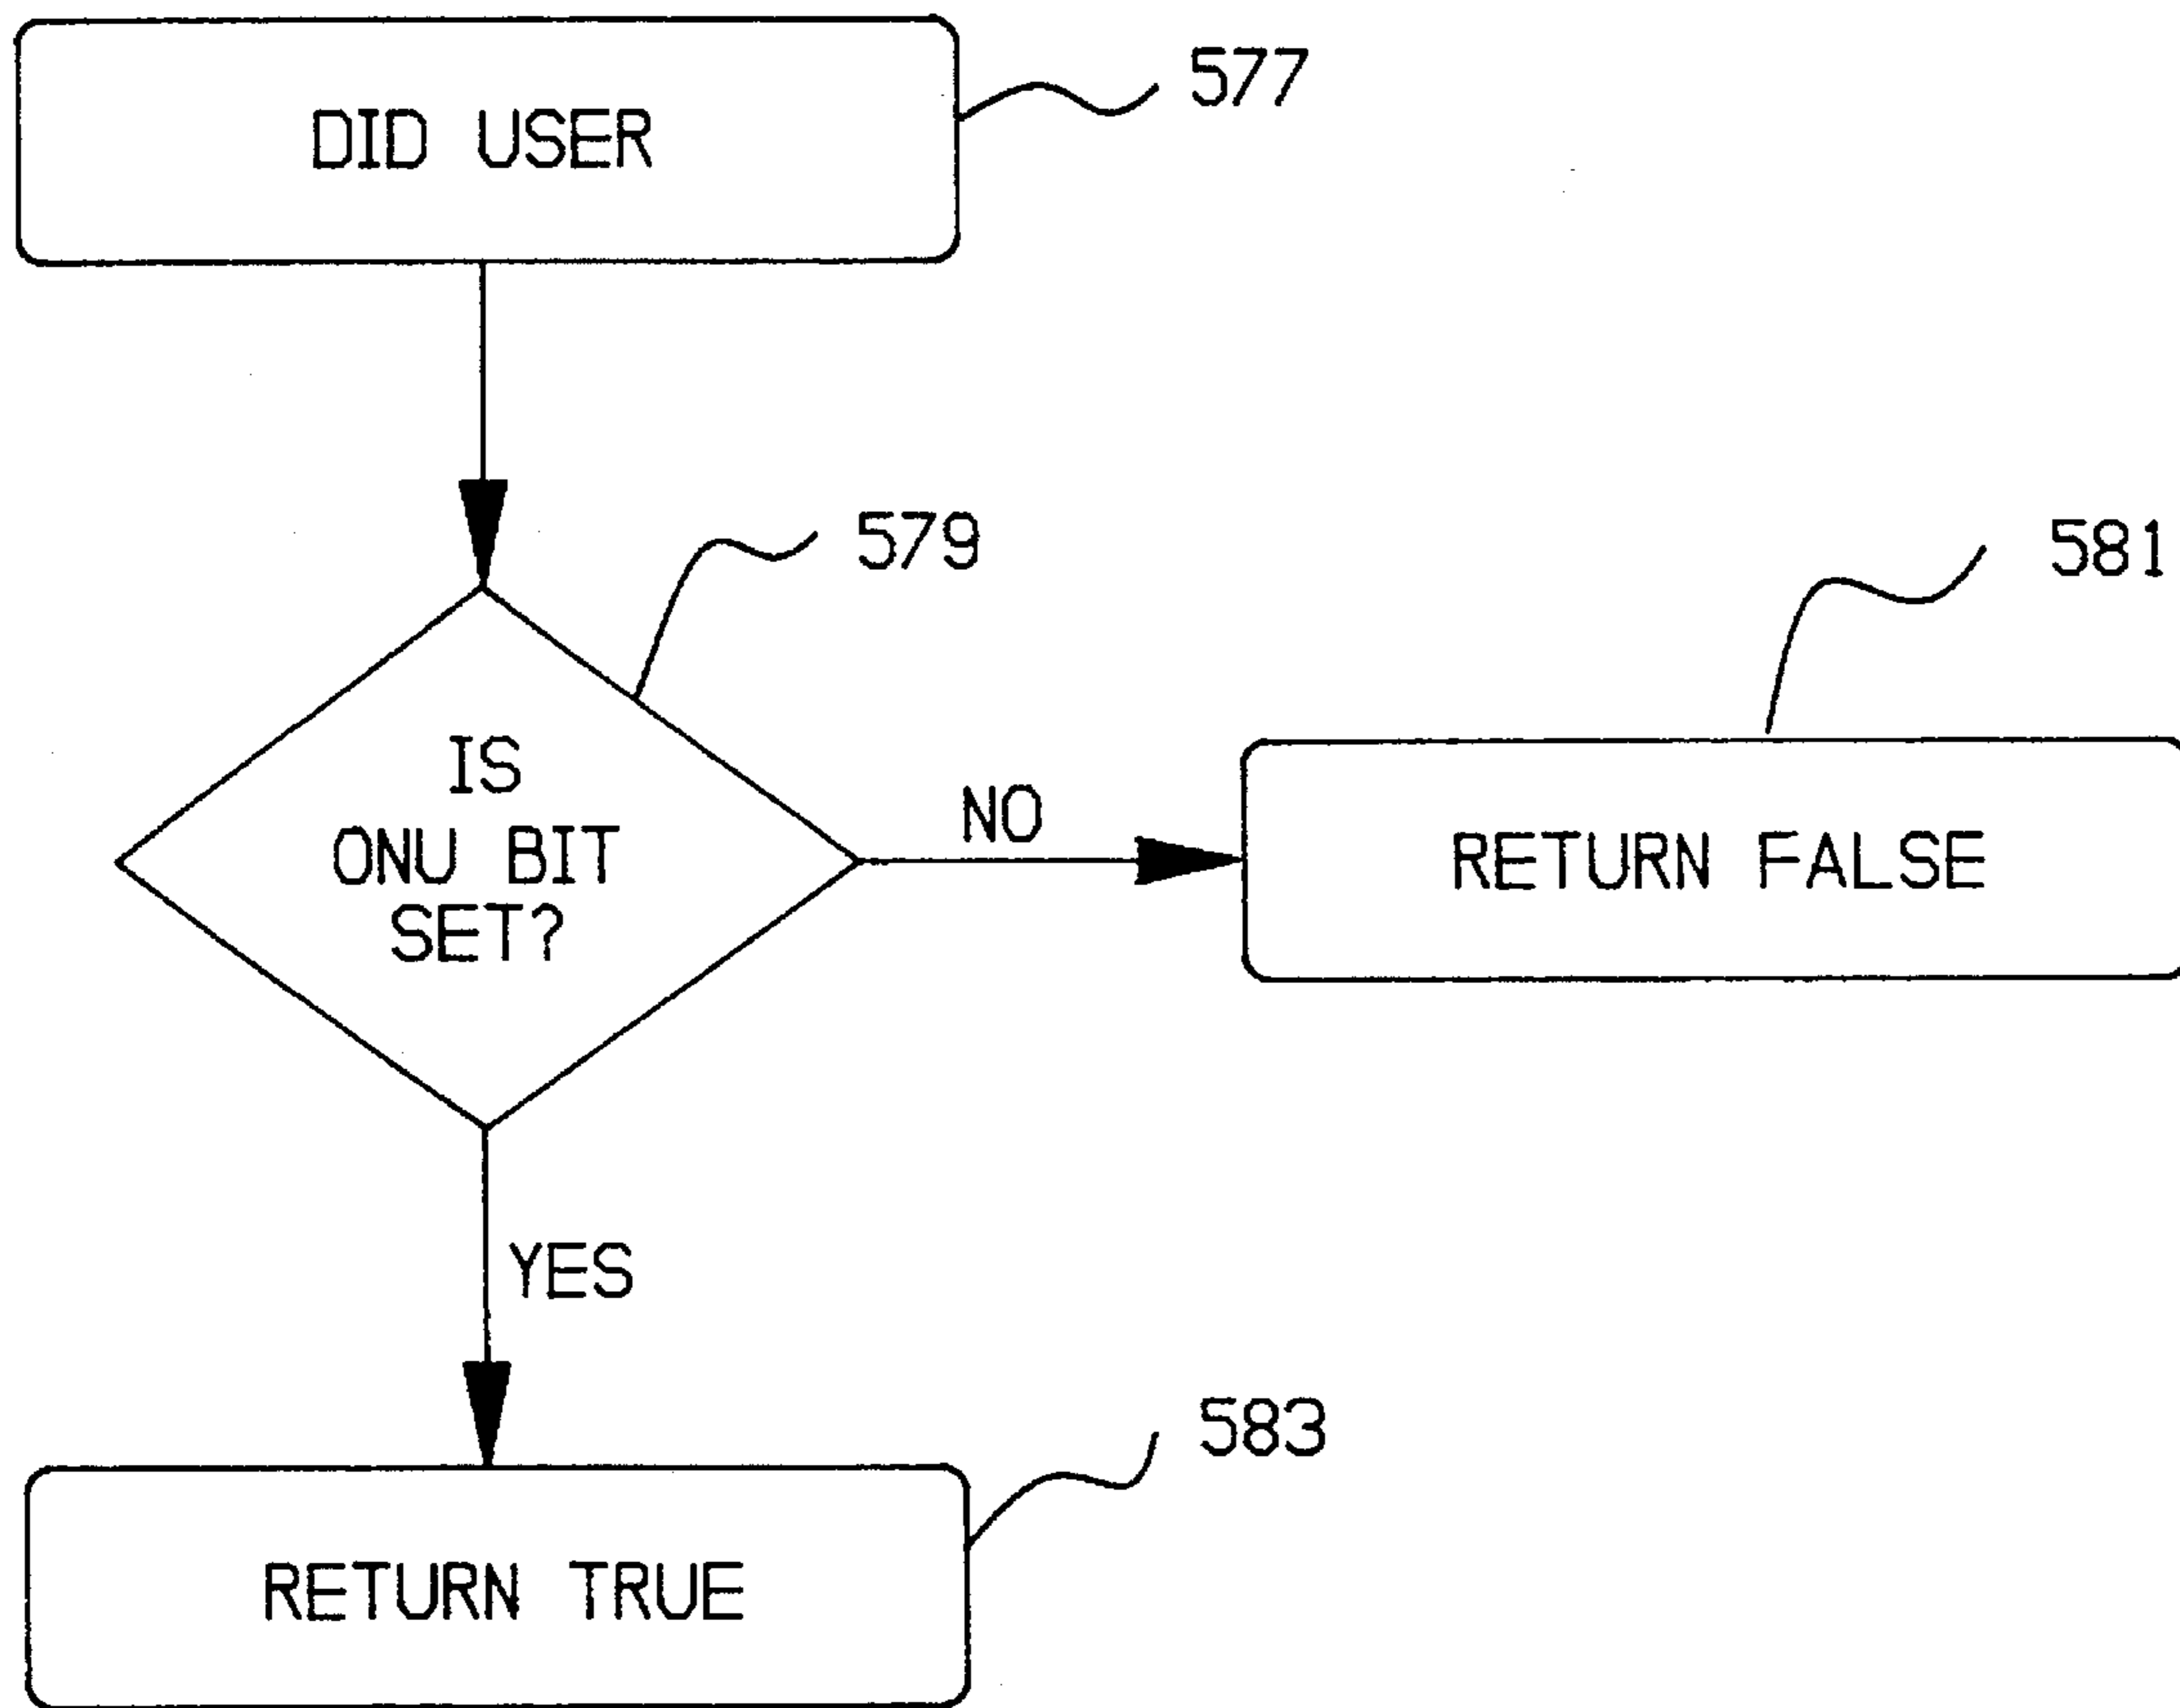 DID USER
577
579
581
IS
ONU BIT
SET?
NO
RETURN FALSE
YES
583
RETURN TRUE